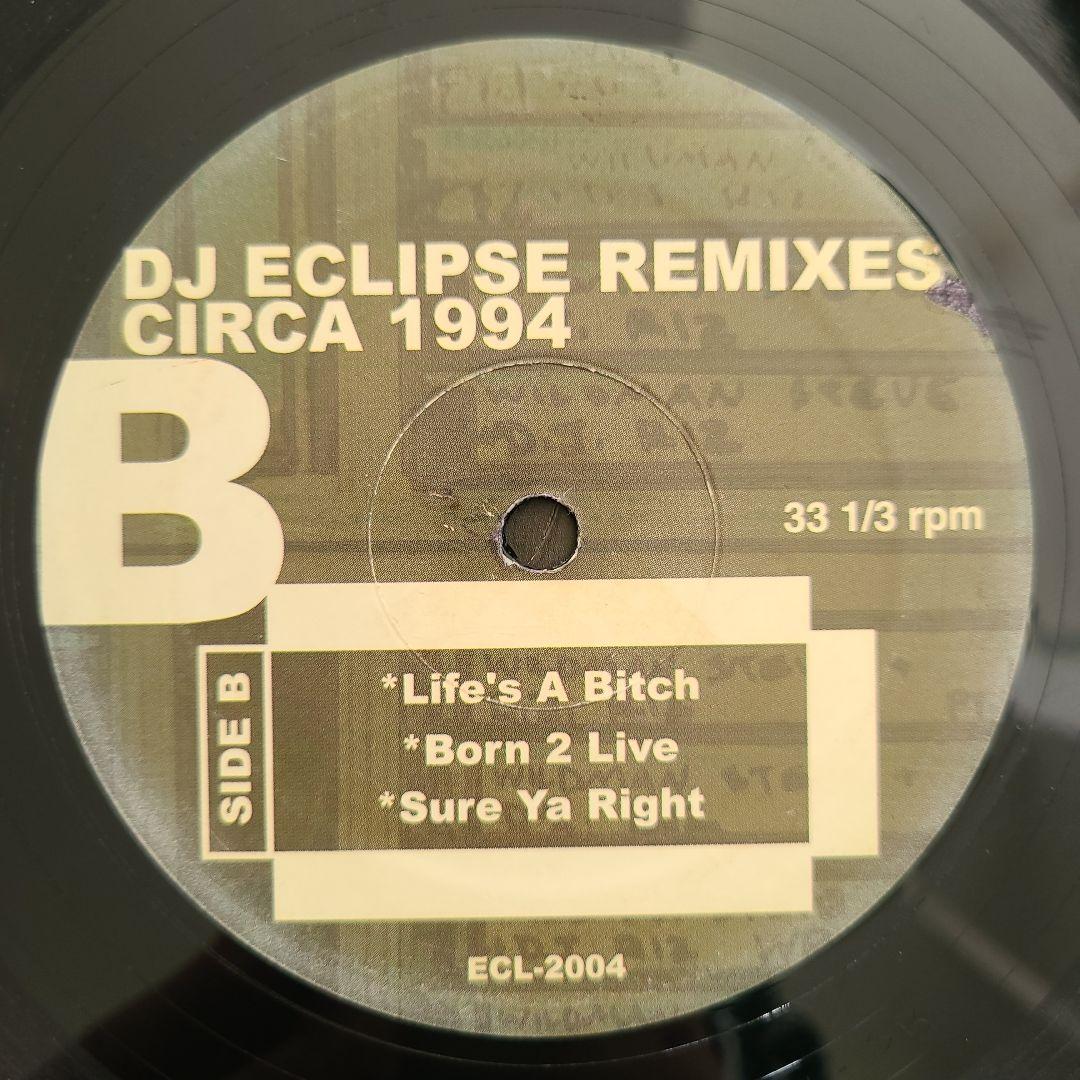 DJ ECLIPSE REMIXES
CIRCA 1994
B
33 1/3 rpm
SIDE B
*Life's A Bitch
*Born 2 Live
*Sure Ya Right
ECL-2004